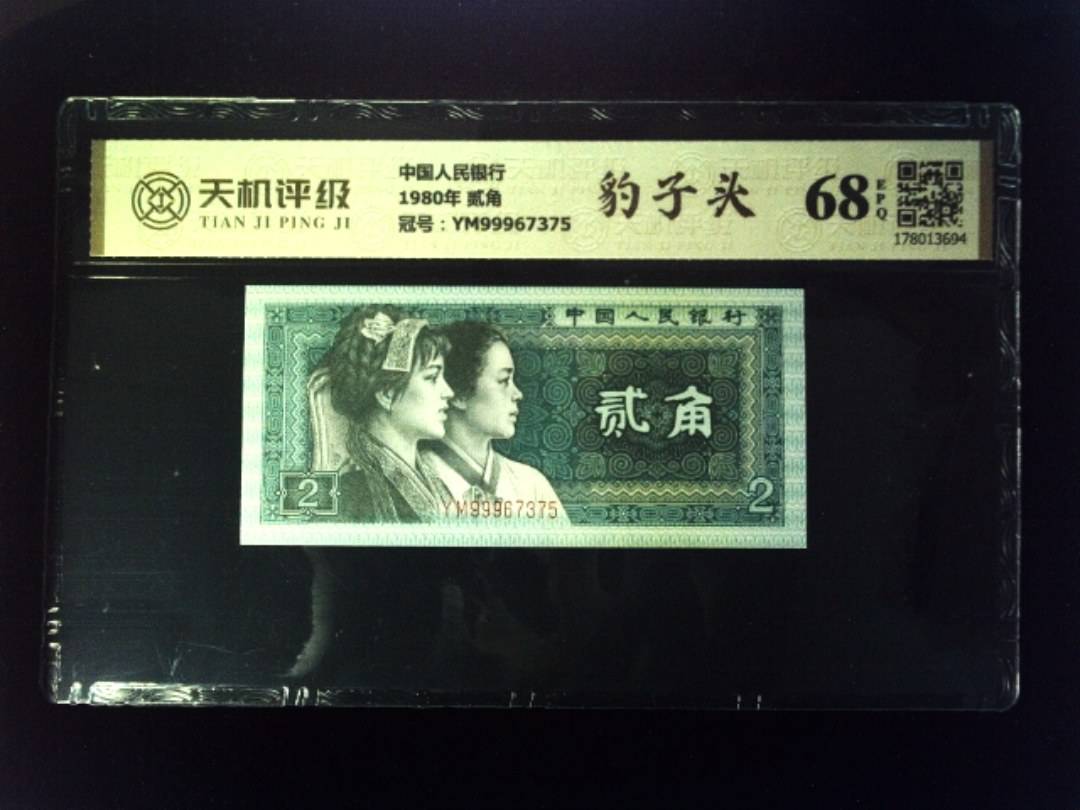 天机评级
TIAN JI PING JI
中国人民银行
1980年 贰角
冠号：YM99967375
豹子头
68
EPQ
178013694
中国人民银行
贰角
2
YM99967375
2